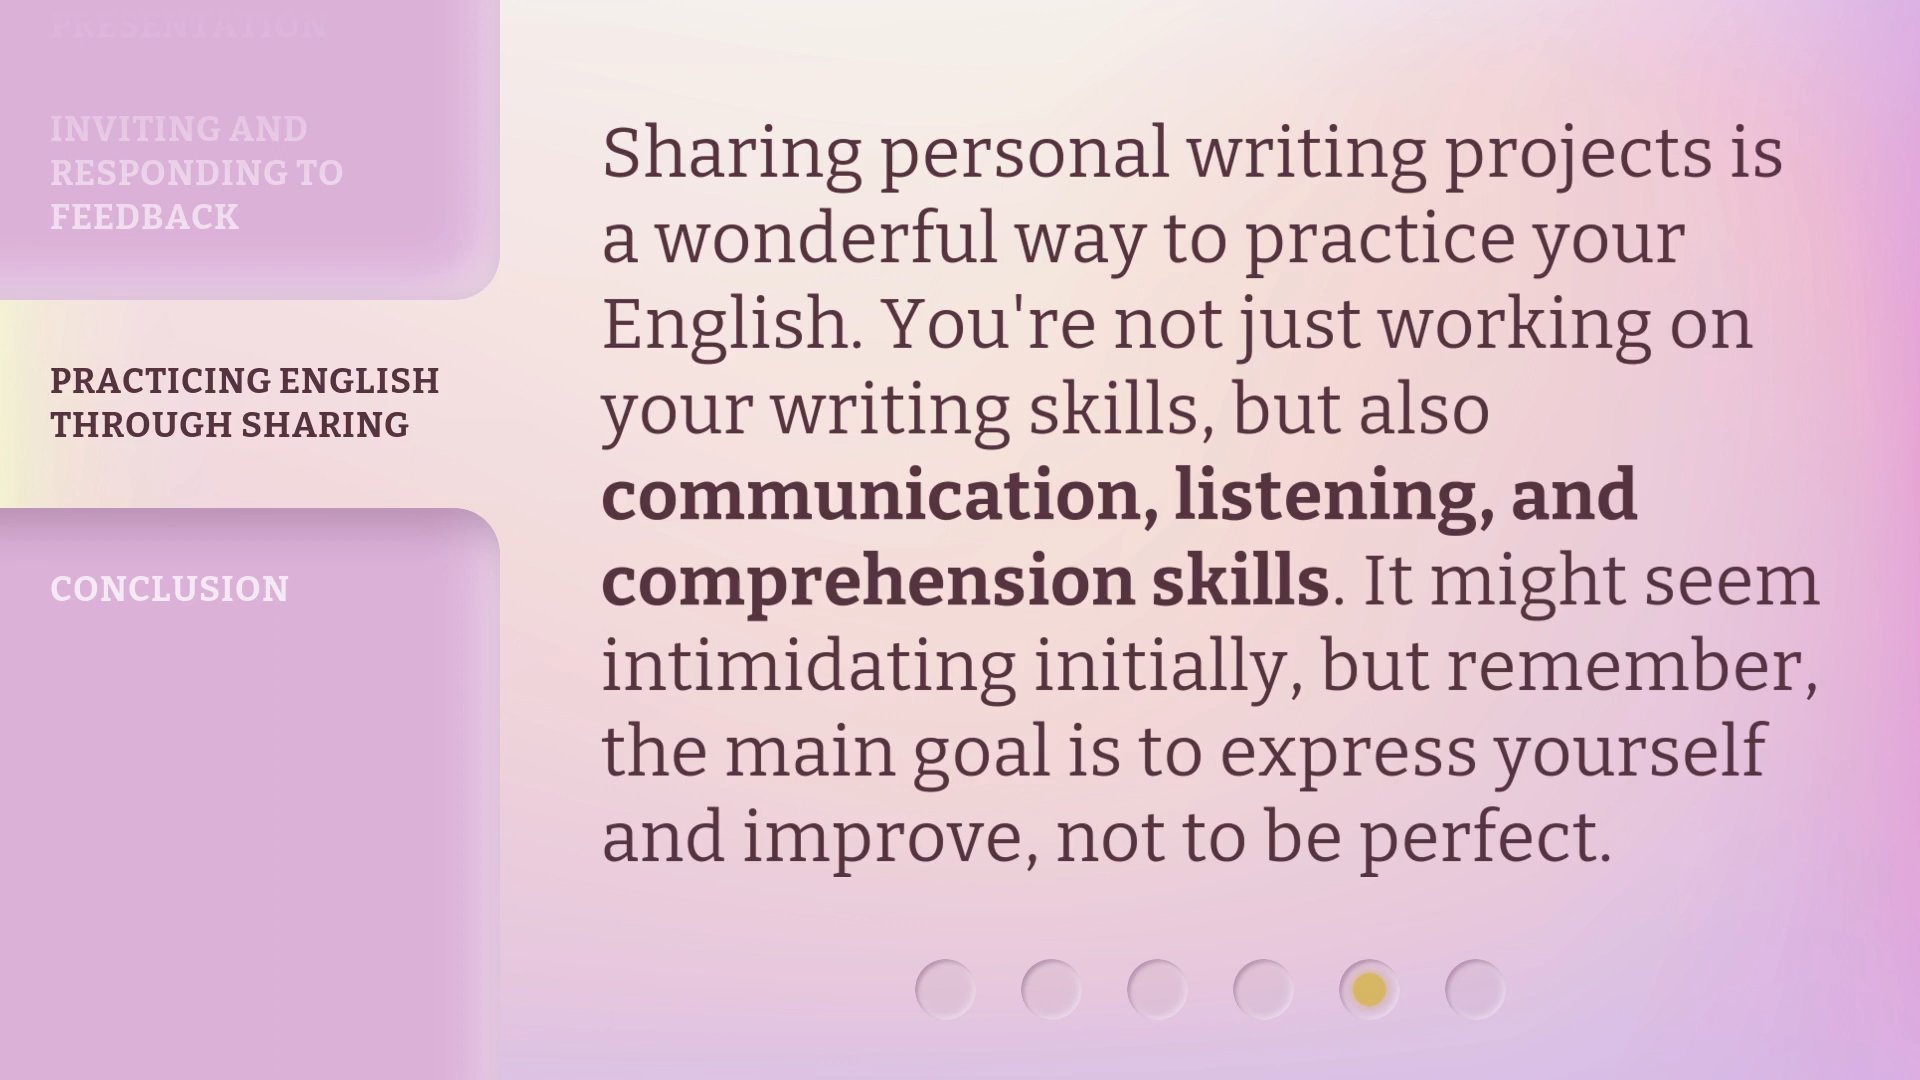 PRESENTATION
INVITING AND
RESPONDING TO
FEEDBACK
PRACTICING ENGLISH
THROUGH SHARING
CONCLUSION
Sharing personal writing projects is
a wonderful way to practice your
English. You're not just working on
your writing skills, but also
communication, listening, and
comprehension skills. It might seem
intimidating initially, but remember,
the main goal is to express yourself
and improve, not to be perfect.